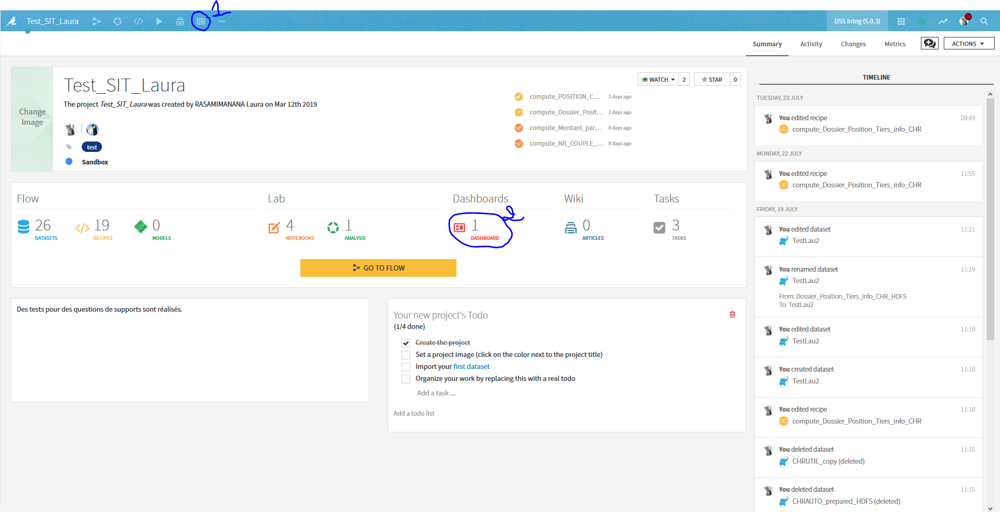 1
Test_SIT_Laura
DSS Integ (5.0.3)
Summary
Activity
Changes
Metrics
ACTIONS
Change
Image
Test_SIT_Laura
The project Test_SIT_Laura was created by RASAMIMANANA Laura on Mar 12th 2019
test
Sandbox
WATCH 2
STAR 0
compute_POSITION_C... 2 days ago
compute_Dossier_Posit... 2 days ago
compute_Montant_par... 8 days ago
compute_NB_COUPLE_... 8 days ago
Flow
26
DATASETS
19
RECIPES
0
MODELS
Lab
4
NOTEBOOKS
1
ANALYSIS
Dashboards
2
1
DASHBOARD
Wiki
0
ARTICLES
Tasks
3
TASKS
GO TO FLOW
Des tests pour des questions de supports sont réalisés.
Your new project's Todo
(1/4 done)
Create the project
Set a project image (click on the color next to the project title)
Import your first dataset
Organize your work by replacing this with a real todo
Add a task ...
Add a todo list
TIMELINE
TUESDAY, 23 JULY
You edited recipe 09:49
compute_Dossier_Position_Tiers_info_CHR
MONDAY, 22 JULY
You edited recipe 11:55
compute_Dossier_Position_Tiers_info_CHR
FRIDAY, 19 JULY
You edited dataset 11:21
TestLau2
You renamed dataset 11:19
TestLau2
From: Dossier_Position_Tiers_info_CHR_HDFS
To: TestLau2
You edited dataset 11:19
TestLau2
You created dataset 11:18
TestLau2
You edited recipe 11:18
compute_Dossier_Position_Tiers_info_CHR
You deleted dataset 11:15
CHRUTIL_copy (deleted)
You deleted dataset 11:15
CHRAUTO_prepared_HDFS (deleted)